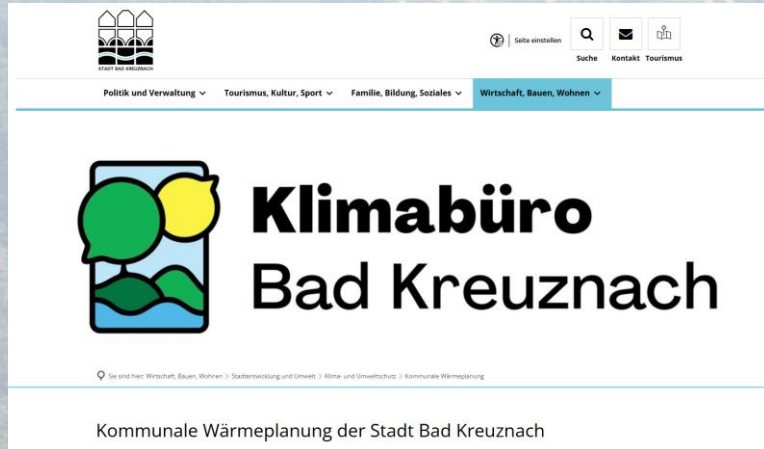 STADT BAD KREUZNACH
Seite einstellen
Suche Kontakt Tourismus
Politik und Verwaltung Tourismus, Kultur, Sport Familie, Bildung, Soziales Wirtschaft, Bauen, Wohnen
Klimabüro
Bad Kreuznach
Sie sind hier: Wirtschaft, Bauen, Wohnen > Stadtentwicklung und Umwelt > Klima- und Umweltschutz > Kommunale Wärmeplanung
Kommunale Wärmeplanung der Stadt Bad Kreuznach